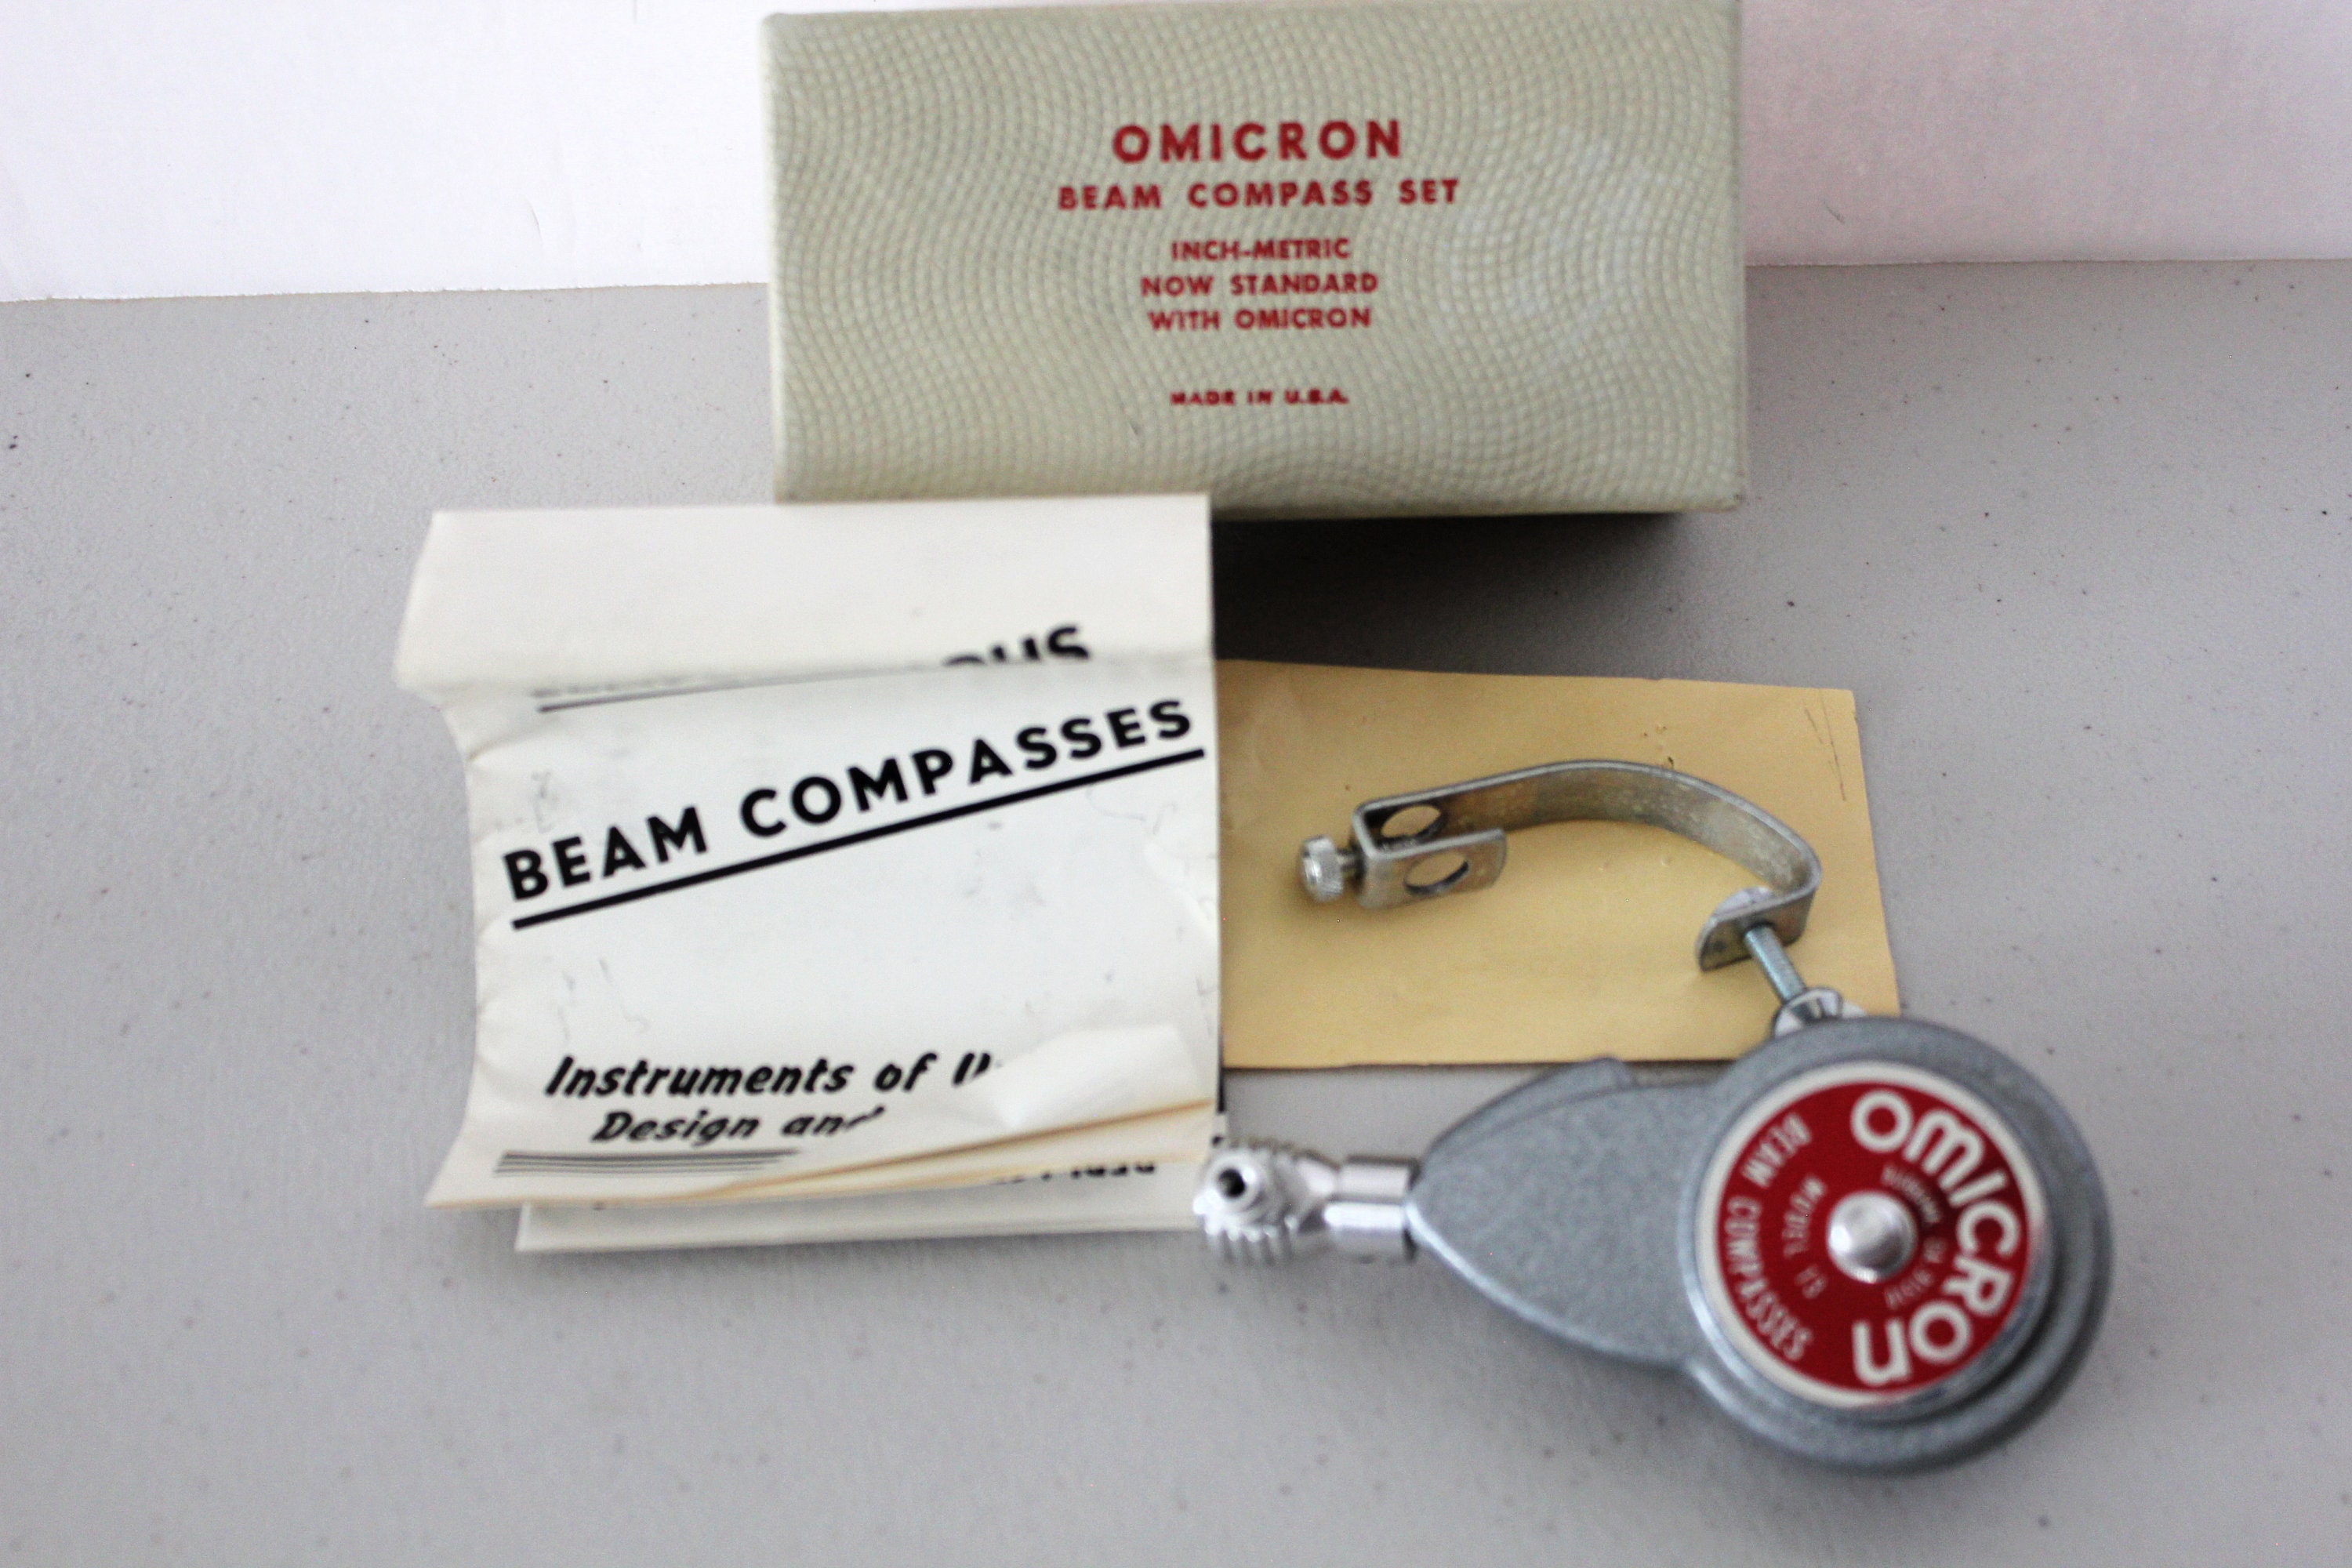 OMICRON
BEAM COMPASS SET
INCH-METRIC
NOW STANDARD
WITH OMICRON
MADE IN U.S.A.
BEAM COMPASSES
Instruments of
Design and
OMICRON
BEAM COMPASSES
MODEL